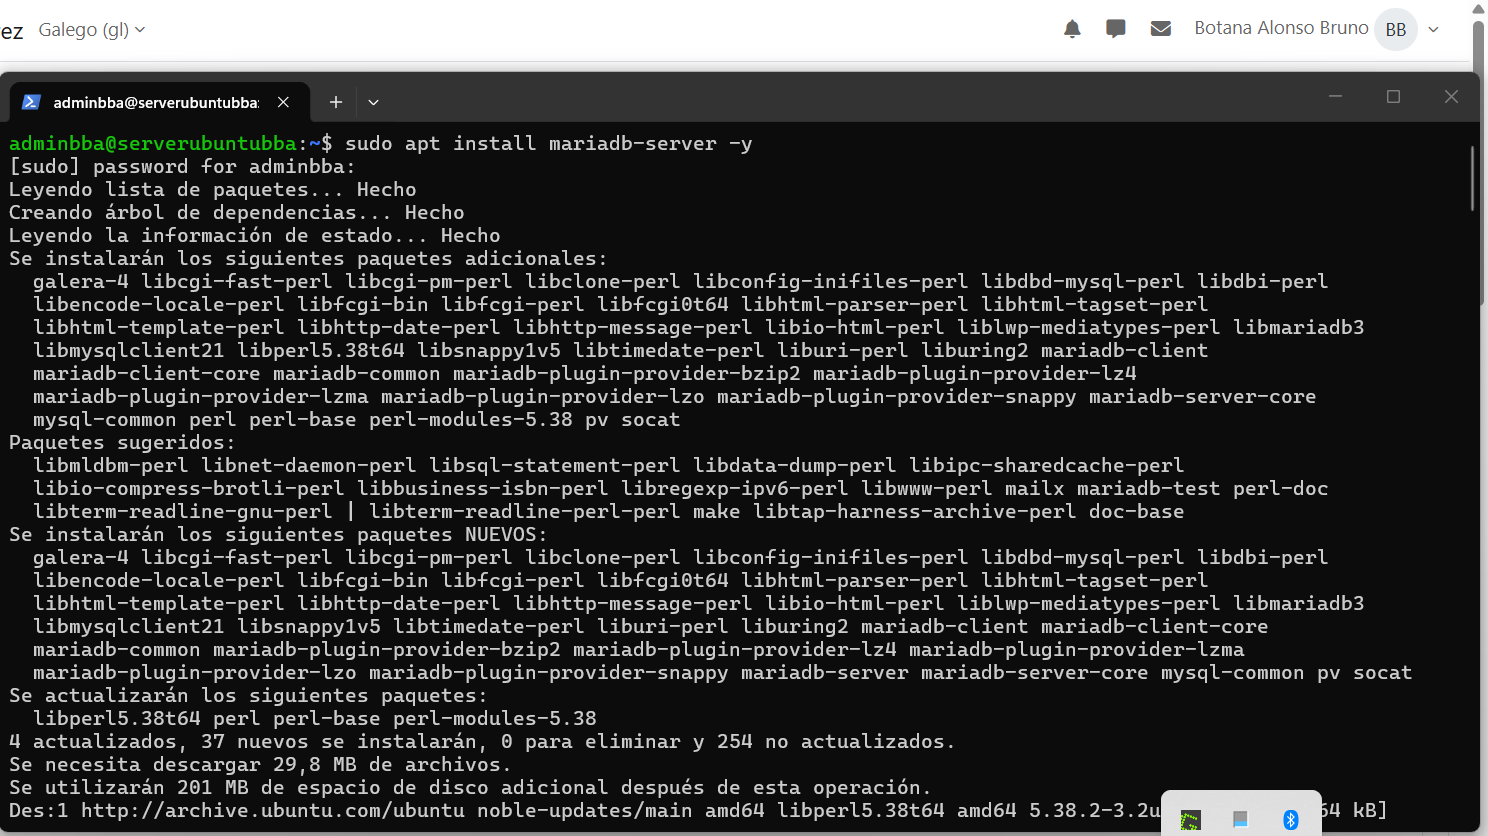 ez Galego (gl) Botana Alonso Bruno BB
adminbba@serverubuntubba:
adminbba@serverubuntubba:~$ sudo apt install mariadb-server -y
[sudo] password for adminbba:
Leyendo lista de paquetes... Hecho
Creando árbol de dependencias... Hecho
Leyendo la información de estado... Hecho
Se instalarán los siguientes paquetes adicionales:
galera-4 libcgi-fast-perl libcgi-pm-perl libclone-perl libconfig-inifiles-perl libdbd-mysql-perl libdbi-perl
libencode-locale-perl libfcgi-bin libfcgi-perl libfcgi0t64 libhtml-parser-perl libhtml-tagset-perl
libhtml-template-perl libhttp-date-perl libhttp-message-perl libio-html-perl liblwp-mediatypes-perl libmariadb3
libmysqlclient21 libperl5.38t64 libsnappy1v5 libtimedate-perl liburi-perl liburing2 mariadb-client
mariadb-client-core mariadb-common mariadb-plugin-provider-bzip2 mariadb-plugin-provider-lz4
mariadb-plugin-provider-lzma mariadb-plugin-provider-lzo mariadb-plugin-provider-snappy mariadb-server-core
mysql-common perl perl-base perl-modules-5.38 pv socat
Paquetes sugeridos:
libmldbm-perl libnet-daemon-perl libsql-statement-perl libdata-dump-perl libipc-sharedcache-perl
libio-compress-brotli-perl libbusiness-isbn-perl libregexp-ipv6-perl libwww-perl mailx mariadb-test perl-doc
libterm-readline-gnu-perl | libterm-readline-perl-perl make libtap-harness-archive-perl doc-base
Se instalarán los siguientes paquetes NUEVOS:
galera-4 libcgi-fast-perl libcgi-pm-perl libclone-perl libconfig-inifiles-perl libdbd-mysql-perl libdbi-perl
libencode-locale-perl libfcgi-bin libfcgi-perl libfcgi0t64 libhtml-parser-perl libhtml-tagset-perl
libhtml-template-perl libhttp-date-perl libhttp-message-perl libio-html-perl liblwp-mediatypes-perl libmariadb3
libmysqlclient21 libsnappy1v5 libtimedate-perl liburi-perl liburing2 mariadb-client mariadb-client-core
mariadb-common mariadb-plugin-provider-bzip2 mariadb-plugin-provider-lz4 mariadb-plugin-provider-lzma
mariadb-plugin-provider-lzo mariadb-plugin-provider-snappy mariadb-server mariadb-server-core mysql-common pv socat
Se actualizarán los siguientes paquetes:
libperl5.38t64 perl perl-base perl-modules-5.38
4 actualizados, 37 nuevos se instalarán, 0 para eliminar y 254 no actualizados.
Se necesita descargar 29,8 MB de archivos.
Se utilizarán 201 MB de espacio de disco adicional después de esta operación.
Des:1 http://archive.ubuntu.com/ubuntu noble-updates/main amd64 libperl5.38t64 amd64 5.38.2-3.2u 64 kB]